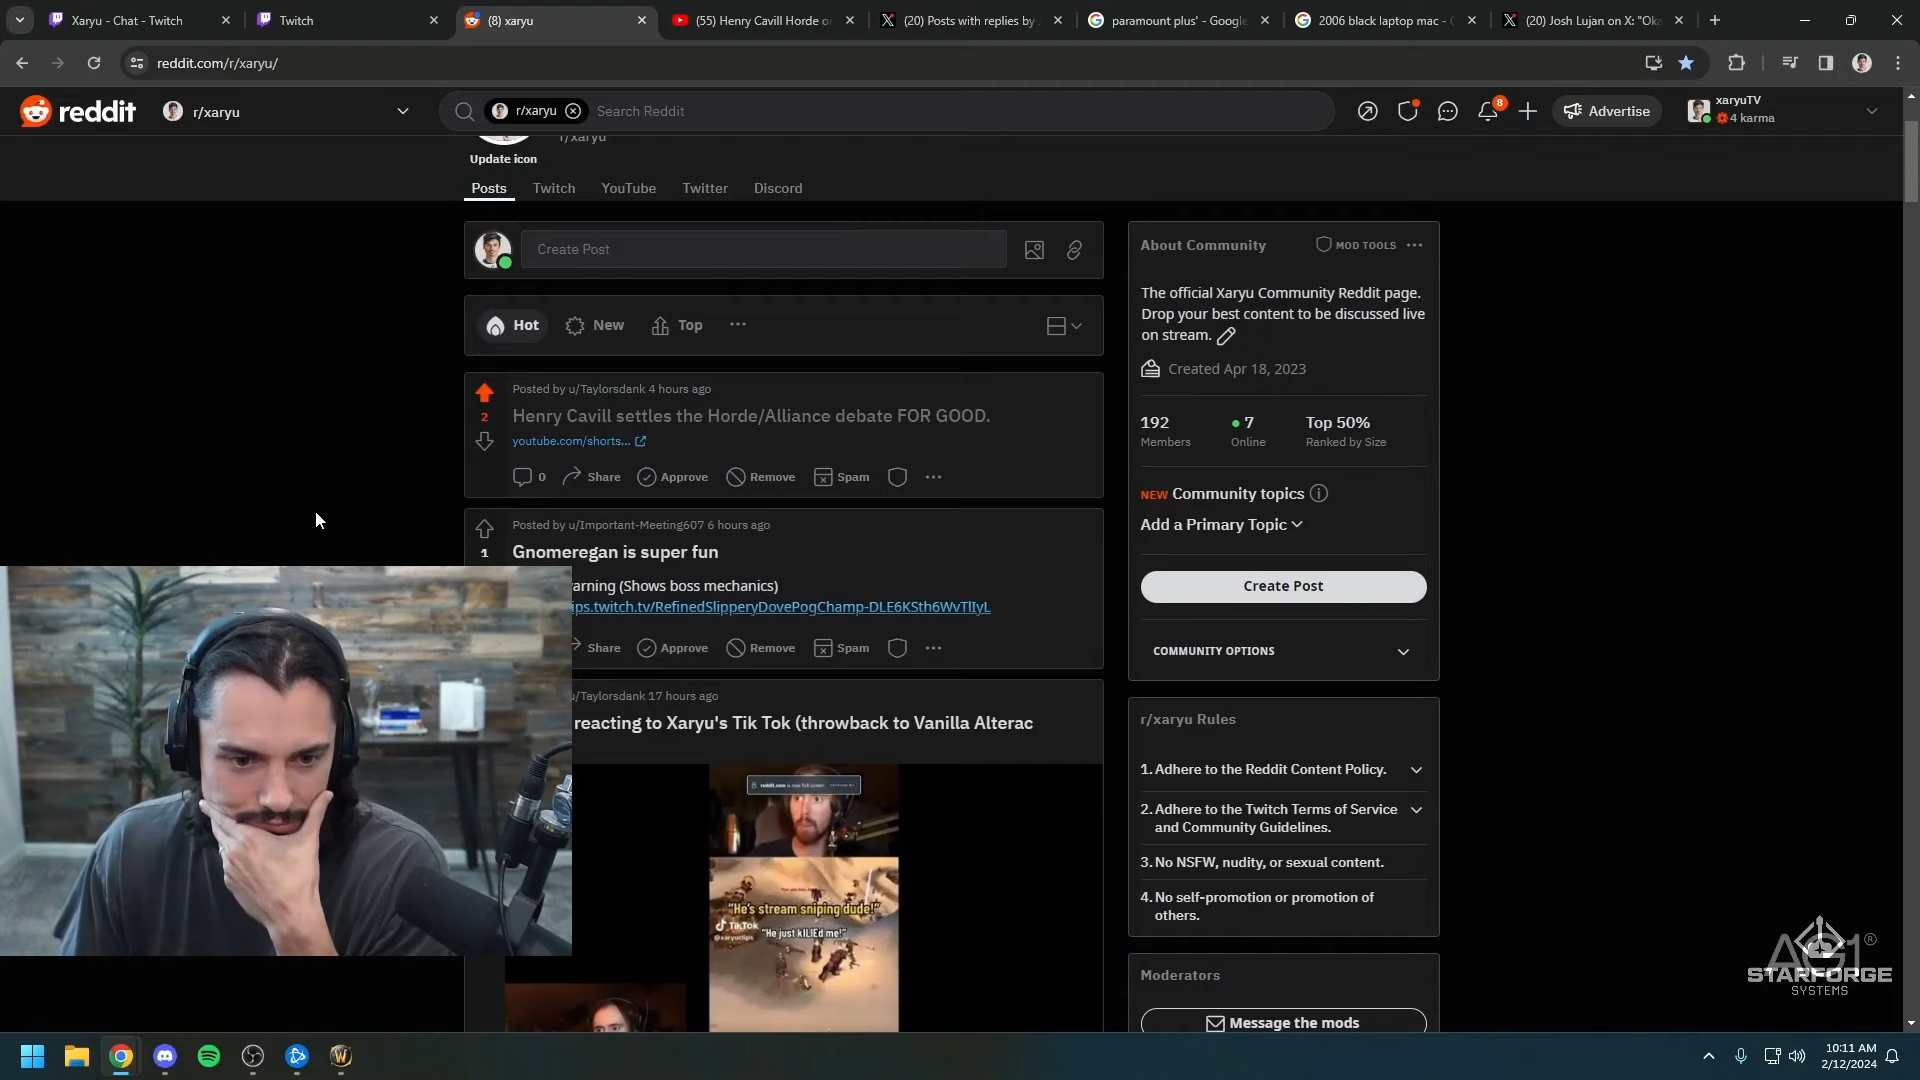 Xaryu - Chat - Twitch
Twitch
(8) xaryu
(55) Henry Cavill Horde or
(20) Posts with replies by
paramount plus' - Google
2006 black laptop mac - G
(20) Josh Lujan on X: "Oka
reddit.com/r/xaryu/
reddit
r/xaryu
r/xaryu
Search Reddit
8
Advertise
xaryuTV
4 karma
r/xaryu
Update icon
Posts
Twitch
YouTube
Twitter
Discord
Create Post
Hot
New
Top
Posted by u/Taylorsdank 4 hours ago
2
Henry Cavill settles the Horde/Alliance debate FOR GOOD.
youtube.com/shorts...
0
Share
Approve
Remove
Spam
Posted by u/Important-Meeting607 6 hours ago
1
Gnomeregan is super fun
arning (Shows boss mechanics)
ips.twitch.tv/RefinedSlipperyDovePogChamp-DLE6KSth6WvTlIyL
Share
Approve
Remove
Spam
u/Taylorsdank 17 hours ago
reacting to Xaryu's Tik Tok (throwback to Vanilla Alterac
"He's stream sniping dude!"
TikTok
@xaryuclips
"He just kILlEd me!"
About Community
MOD TOOLS
The official Xaryu Community Reddit page.
Drop your best content to be discussed live
on stream.
Created Apr 18, 2023
192
Members
7
Online
Top 50%
Ranked by Size
NEW Community topics
Add a Primary Topic
Create Post
COMMUNITY OPTIONS
r/xaryu Rules
1. Adhere to the Reddit Content Policy.
2. Adhere to the Twitch Terms of Service
and Community Guidelines.
3. No NSFW, nudity, or sexual content.
4. No self-promotion or promotion of
others.
Moderators
Message the mods
AG1®
STARFORGE
SYSTEMS
10:11 AM
2/12/2024